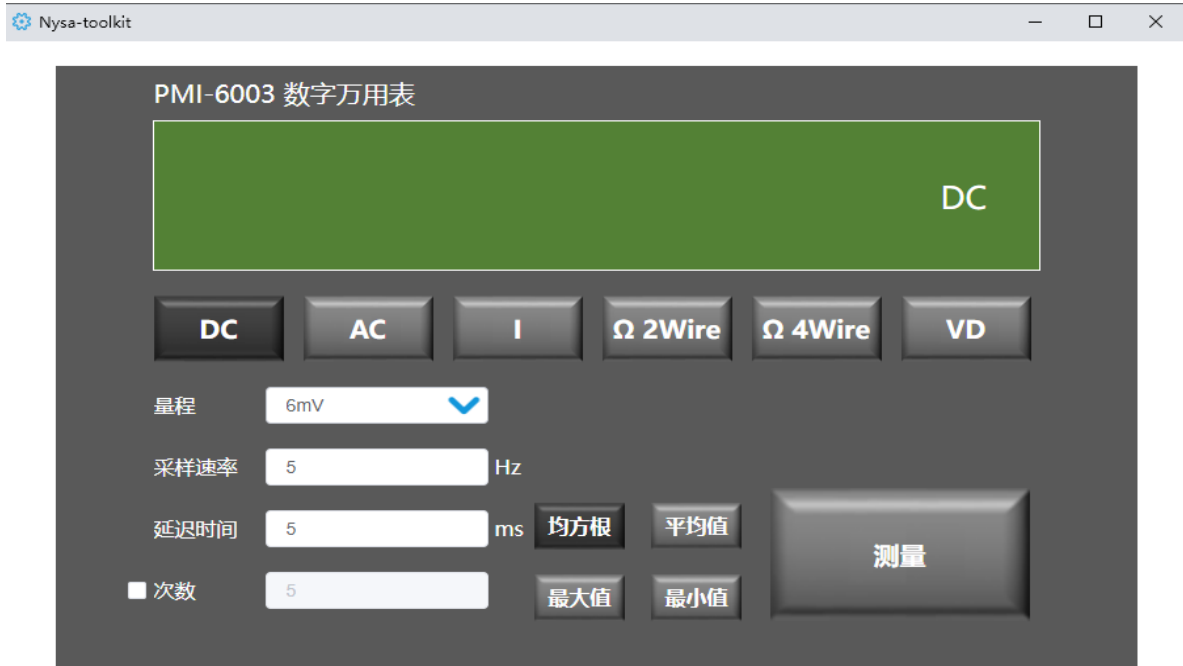 Nysa-toolkit
PMI-6003 数字万用表
DC
DC AC I Ω 2Wire Ω 4Wire VD
量程 6mV
采样速率 5 Hz
延迟时间 5 ms 均方根 平均值
测量
次数 5 最大值 最小值